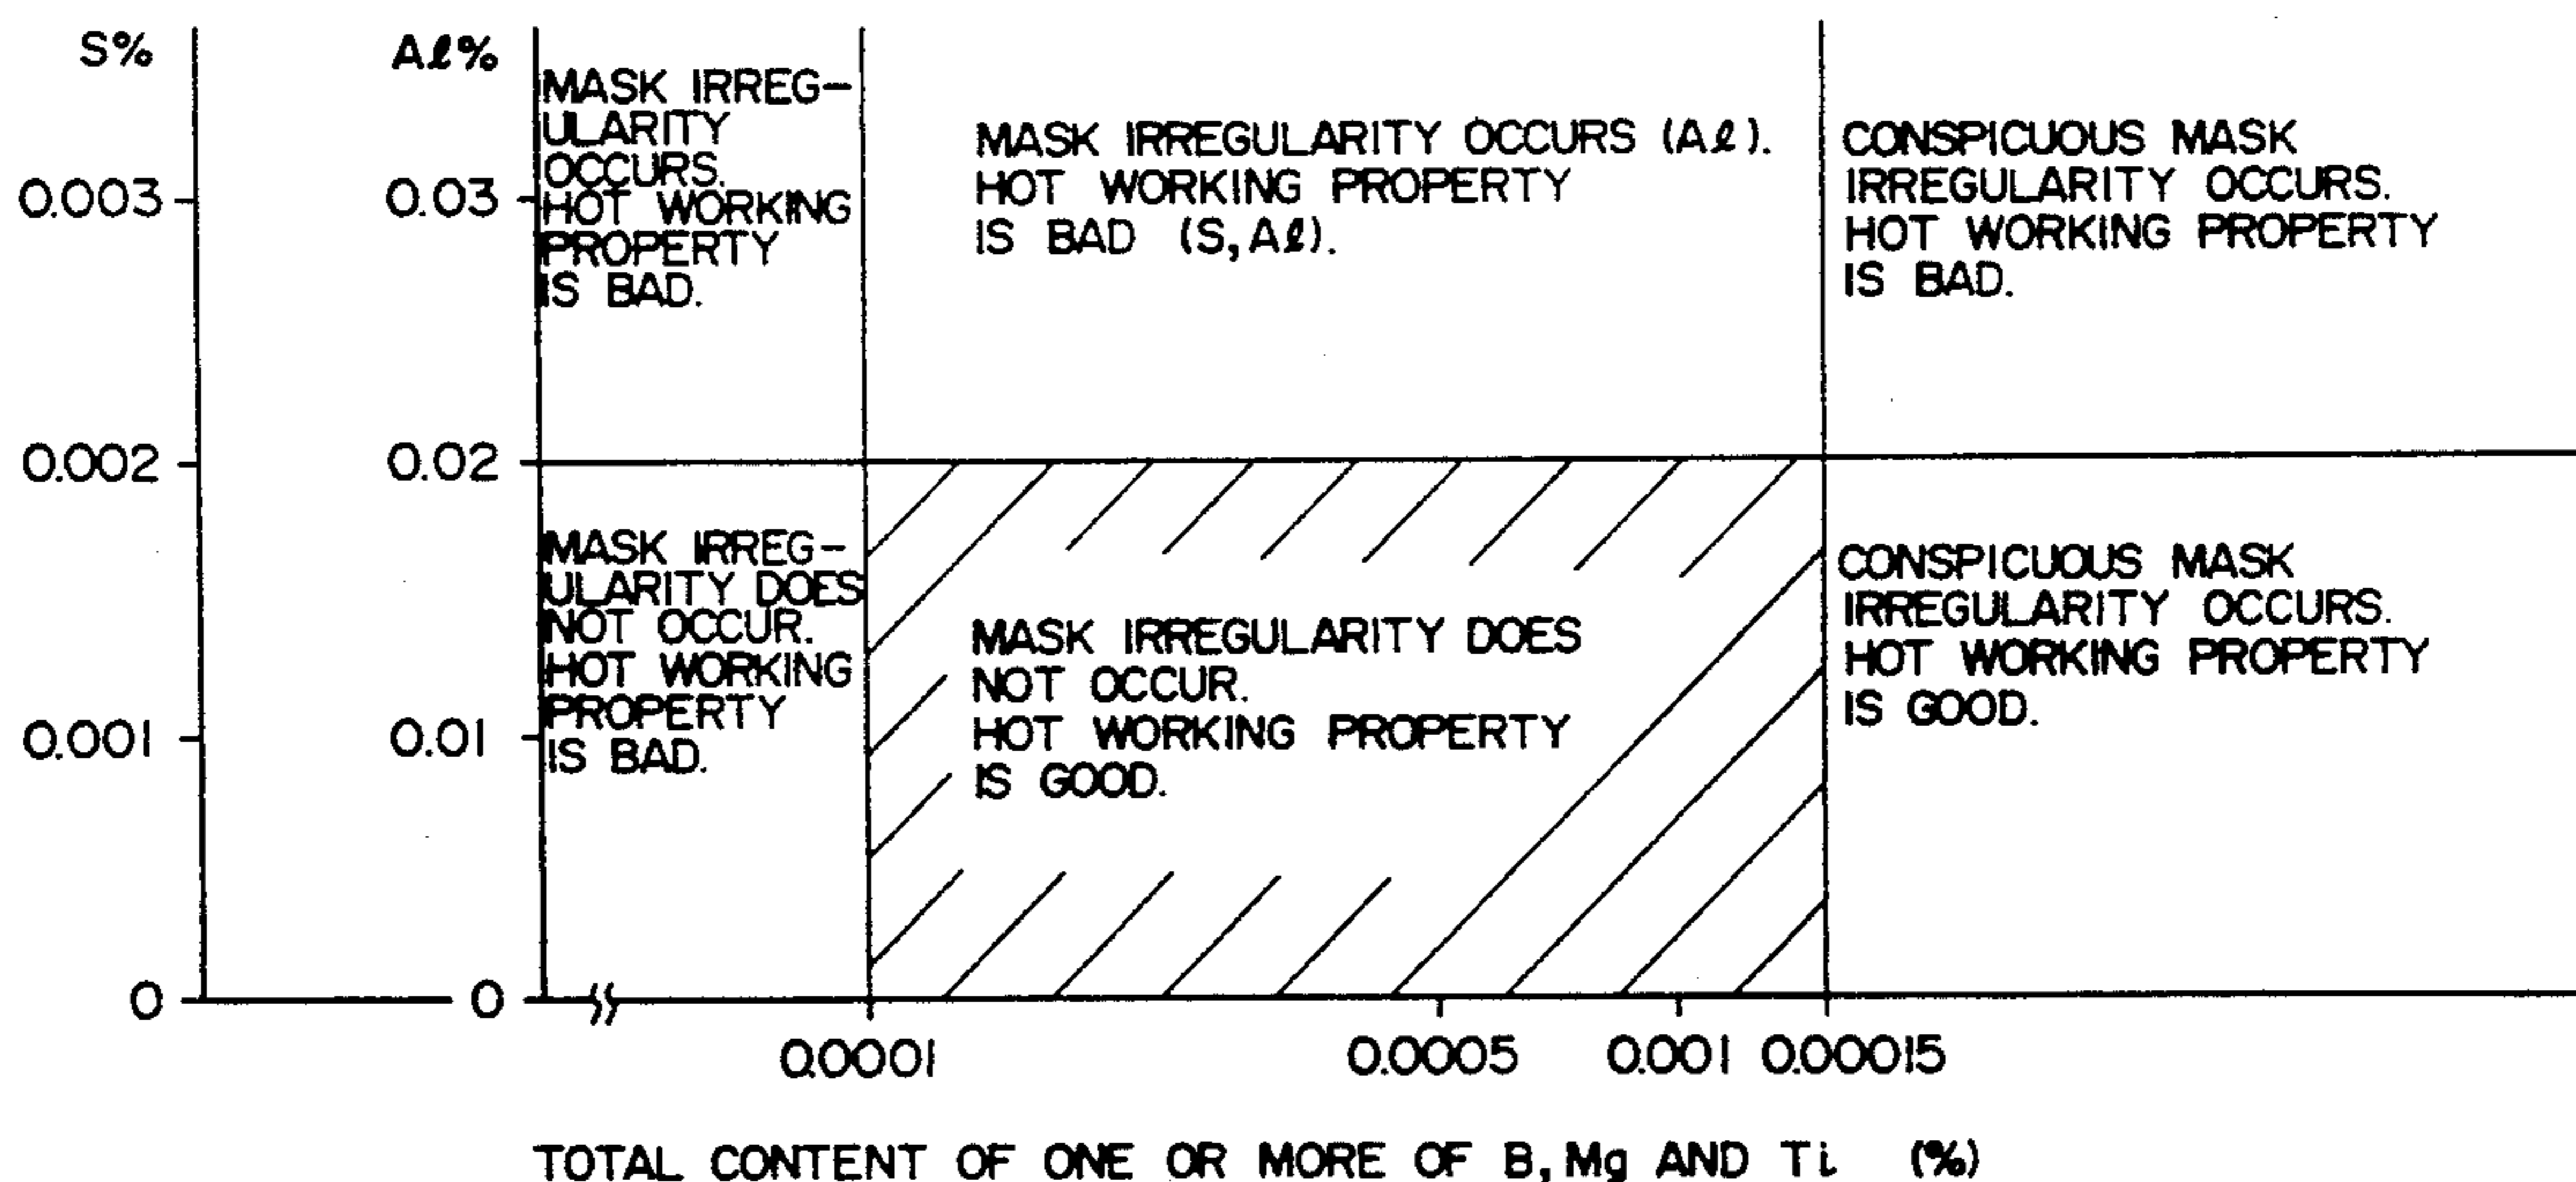 S%
0.003
0.002
0.001
0
Aℓ%
0.03
0.02
0.01
0
MASK IRREG-
ULARITY
OCCURS.
HOT WORKING
PROPERTY
IS BAD.
MASK IRREGULARITY OCCURS (Aℓ).
HOT WORKING PROPERTY
IS BAD (S,Aℓ).
CONSPICUOUS MASK
IRREGULARITY OCCURS.
HOT WORKING PROPERTY
IS BAD.
MASK IRREG-
ULARITY DOES
NOT OCCUR.
HOT WORKING
PROPERTY
IS BAD.
MASK IRREGULARITY DOES
NOT OCCUR.
HOT WORKING PROPERTY
IS GOOD.
CONSPICUOUS MASK
IRREGULARITY OCCURS.
HOT WORKING PROPERTY
IS GOOD.
0.0001 0.0005 0.001 0.00015
TOTAL CONTENT OF ONE OR MORE OF B,Mg AND Ti (%)